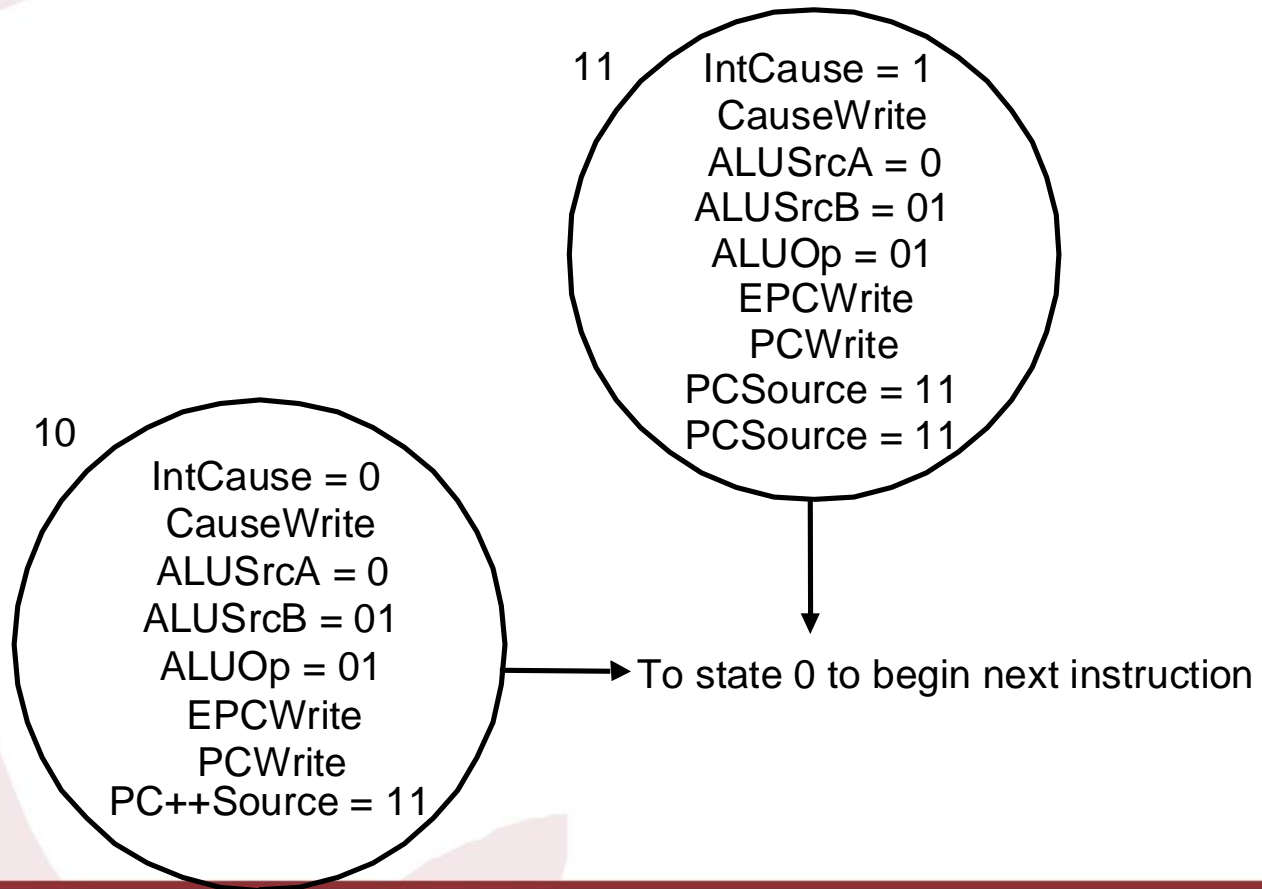 11
IntCause = 1
CauseWrite
ALUSrcA = 0
ALUSrcB = 01
ALUOp = 01
EPCWrite
PCWrite
PCSource = 11
PCSource = 11
10
IntCause = 0
CauseWrite
ALUSrcA = 0
ALUSrcB = 01
ALUOp = 01
EPCWrite
PCWrite
PC++Source = 11
To state 0 to begin next instruction